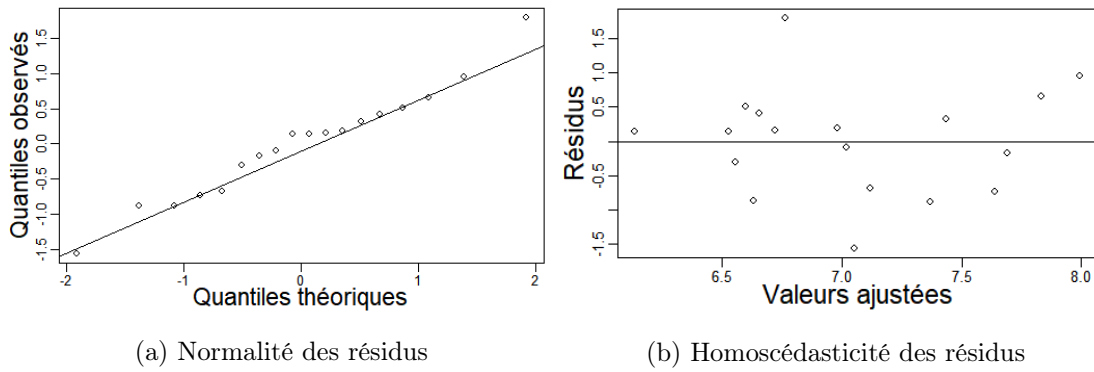 Quantiles observés
-1.5 -1.0 -0.5 0.0 0.5 1.0 1.5
-2 -1 0 1 2
Quantiles théoriques
(a) Normalité des résidus
Résidus
-1.5 -0.5 0.5 1.5
6.5 7.0 7.5 8.0
Valeurs ajustées
(b) Homoscédasticité des résidus